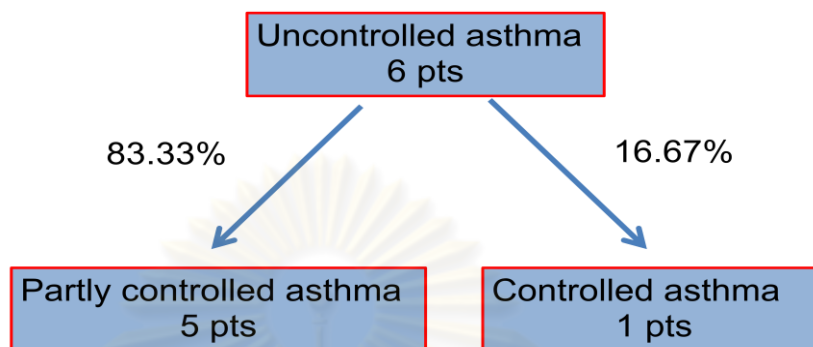 Uncontrolled asthma
6 pts
83.33%
16.67%
Partly controlled asthma
5 pts
Controlled asthma
1 pts